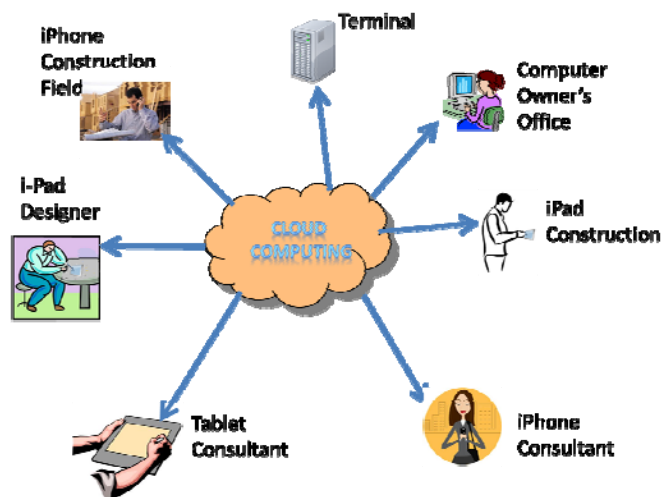 Terminal
iPhone
Construction
Field
Computer
Owner's
Office
i-Pad
Designer
CLOUD
COMPUTING
iPad
Construction
Tablet
Consultant
iPhone
Consultant